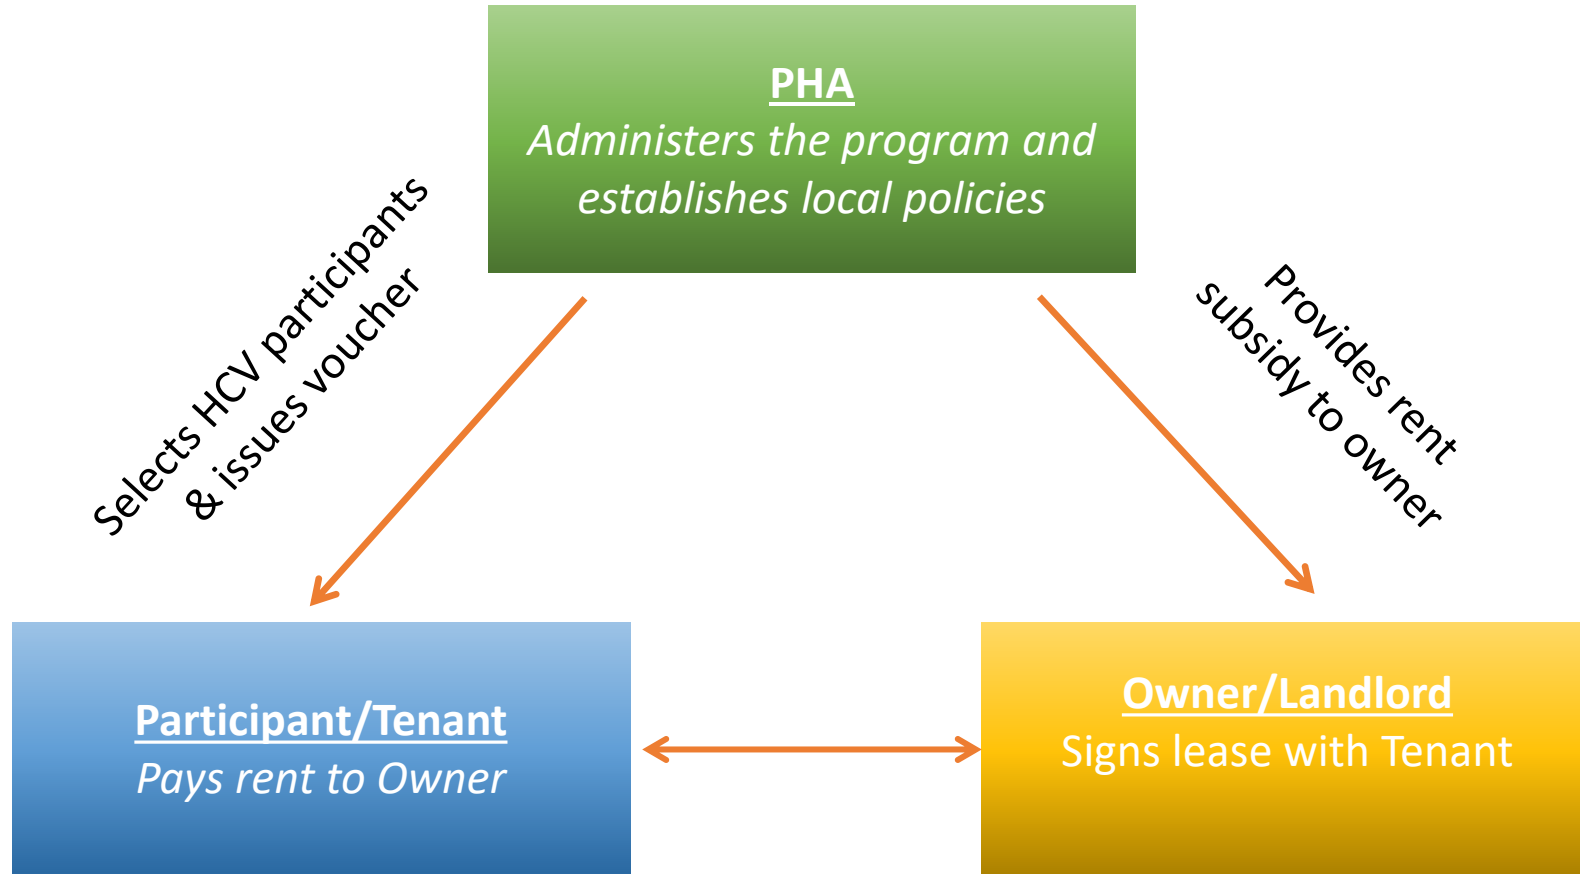 PHA
Administers the program and
establishes local policies
Selects HCV participants
& issues voucher
Provides rent
subsidy to owner
Participant/Tenant
Pays rent to Owner
Owner/Landlord
Signs lease with Tenant